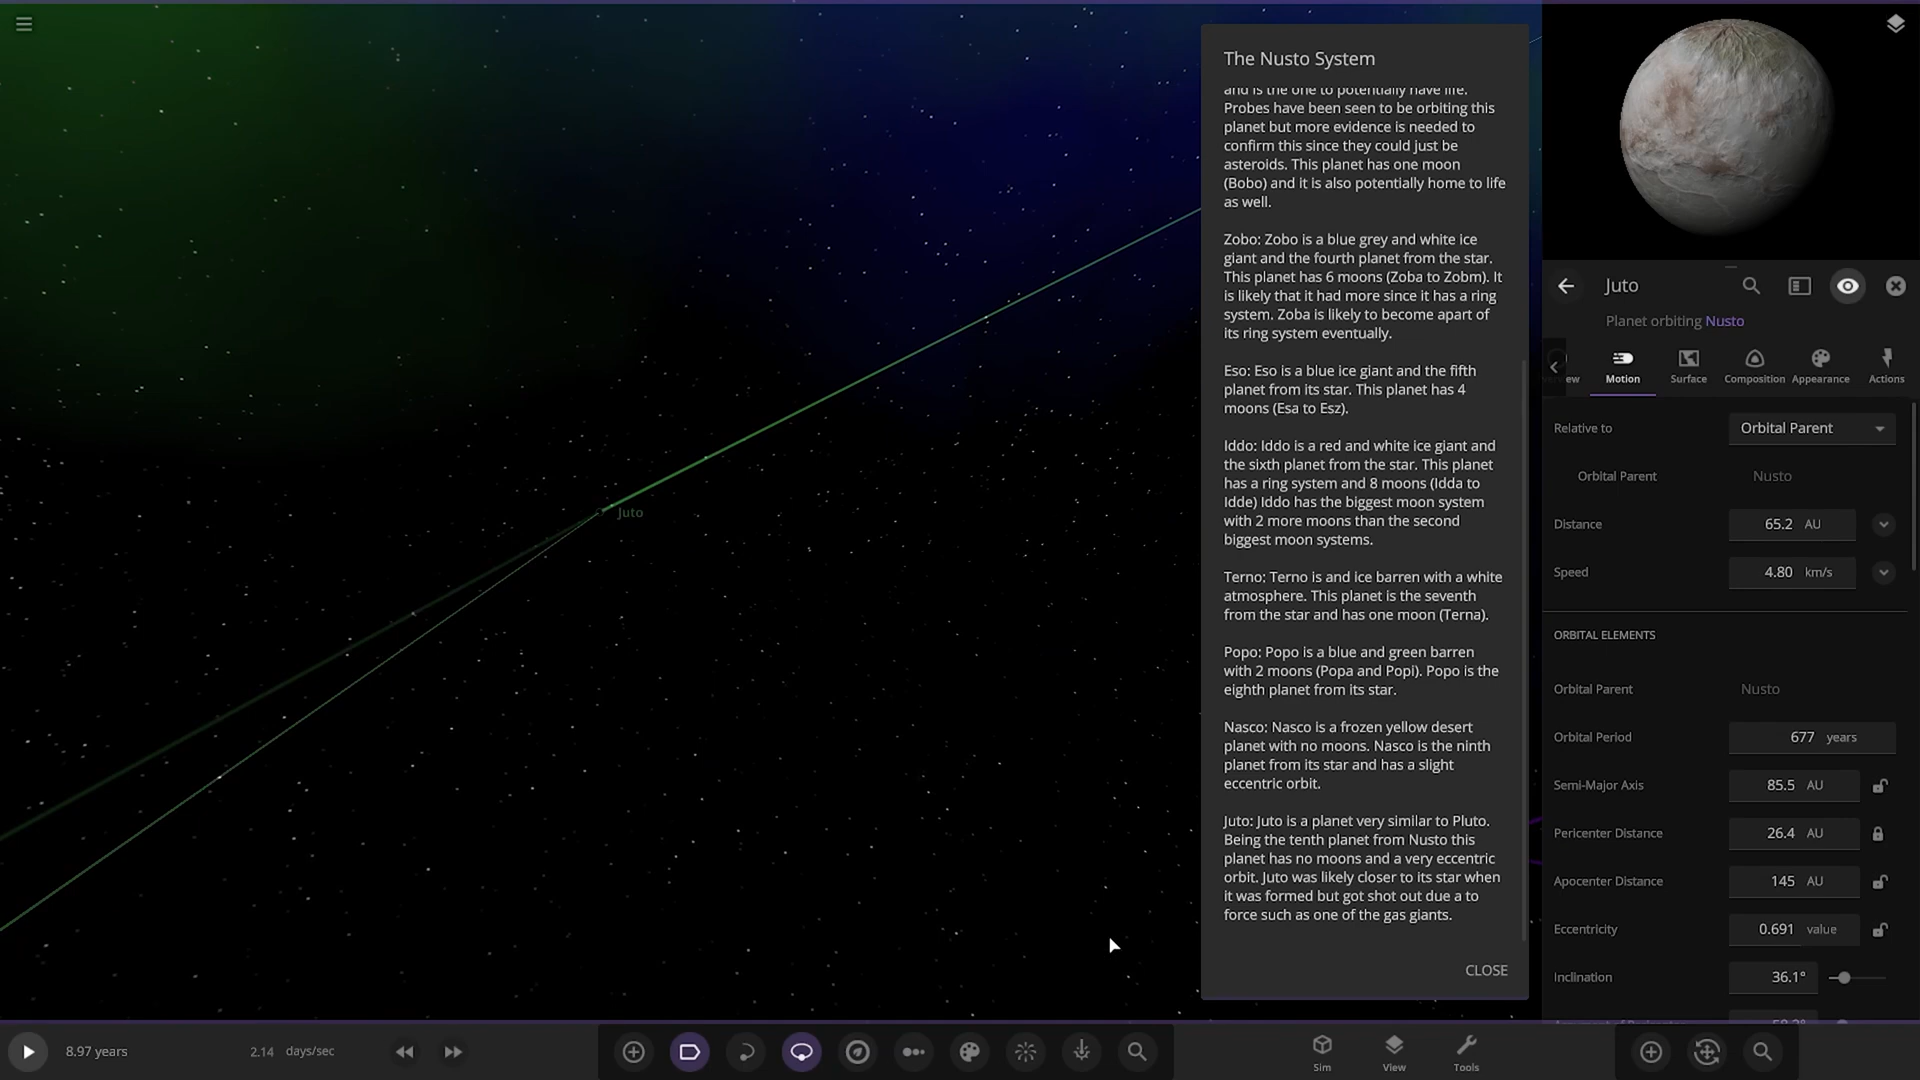 The Nusto System
and is the one to potentially have life.
Probes have been seen to be orbiting this
planet but more evidence is needed to
confirm this since they could just be
asteroids. This planet has one moon
(Bobo) and it is also potentially home to life
as well.
Zobo: Zobo is a blue grey and white ice
giant and the fourth planet from the star.
This planet has 6 moons (Zoba to Zobm). It
is likely that it had more since it has a ring
system. Zoba is likely to become apart of
its ring system eventually.
Eso: Eso is a blue ice giant and the fifth
planet from its star. This planet has 4
moons (Esa to Esz).
Iddo: Iddo is a red and white ice giant and
the sixth planet from the star. This planet
has a ring system and 8 moons (Idda to
Idde) Iddo has the biggest moon system
with 2 more moons than the second
biggest moon systems.
Terno: Terno is and ice barren with a white
atmosphere. This planet is the seventh
from the star and has one moon (Terna).
Popo: Popo is a blue and green barren
with 2 moons (Popa and Popi). Popo is the
eighth planet from its star.
Nasco: Nasco is a frozen yellow desert
planet with no moons. Nasco is the ninth
planet from its star and has a slight
eccentric orbit.
Juto: Juto is a planet very similar to Pluto.
Being the tenth planet from Nusto this
planet has no moons and a very eccentric
orbit. Juto was likely closer to its star when
it was formed but got shot out due a to
force such as one of the gas giants.
CLOSE
Juto
Juto
Planet orbiting Nusto
Motion Surface Composition Appearance Actions
Relative to Orbital Parent
Orbital Parent Nusto
Distance 65.2 AU
Speed 4.80 km/s
ORBITAL ELEMENTS
Orbital Parent Nusto
Orbital Period 677 years
Semi-Major Axis 85.5 AU
Pericenter Distance 26.4 AU
Apocenter Distance 145 AU
Eccentricity 0.691 value
Inclination 36.1°
8.97 years 2.14 days/sec
Sim View Tools